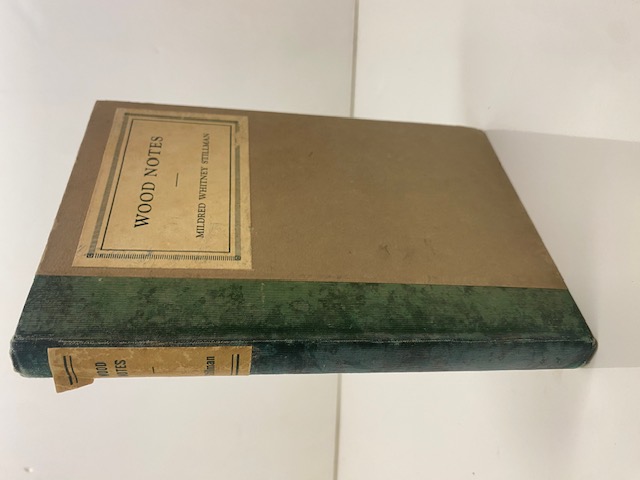 WOOD NOTES
—
MILDRED WHITNEY STILLMAN
WOOD
NOTES
—